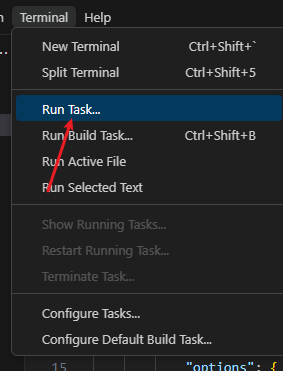 Terminal Help
New Terminal Ctrl+Shift+`
Split Terminal Ctrl+Shift+5
Run Task...
Run Build Task... Ctrl+Shift+B
Run Active File
Run Selected Text
Show Running Tasks...
Restart Running Task...
Terminate Task...
Configure Tasks...
Configure Default Build Task...
15 "options": {